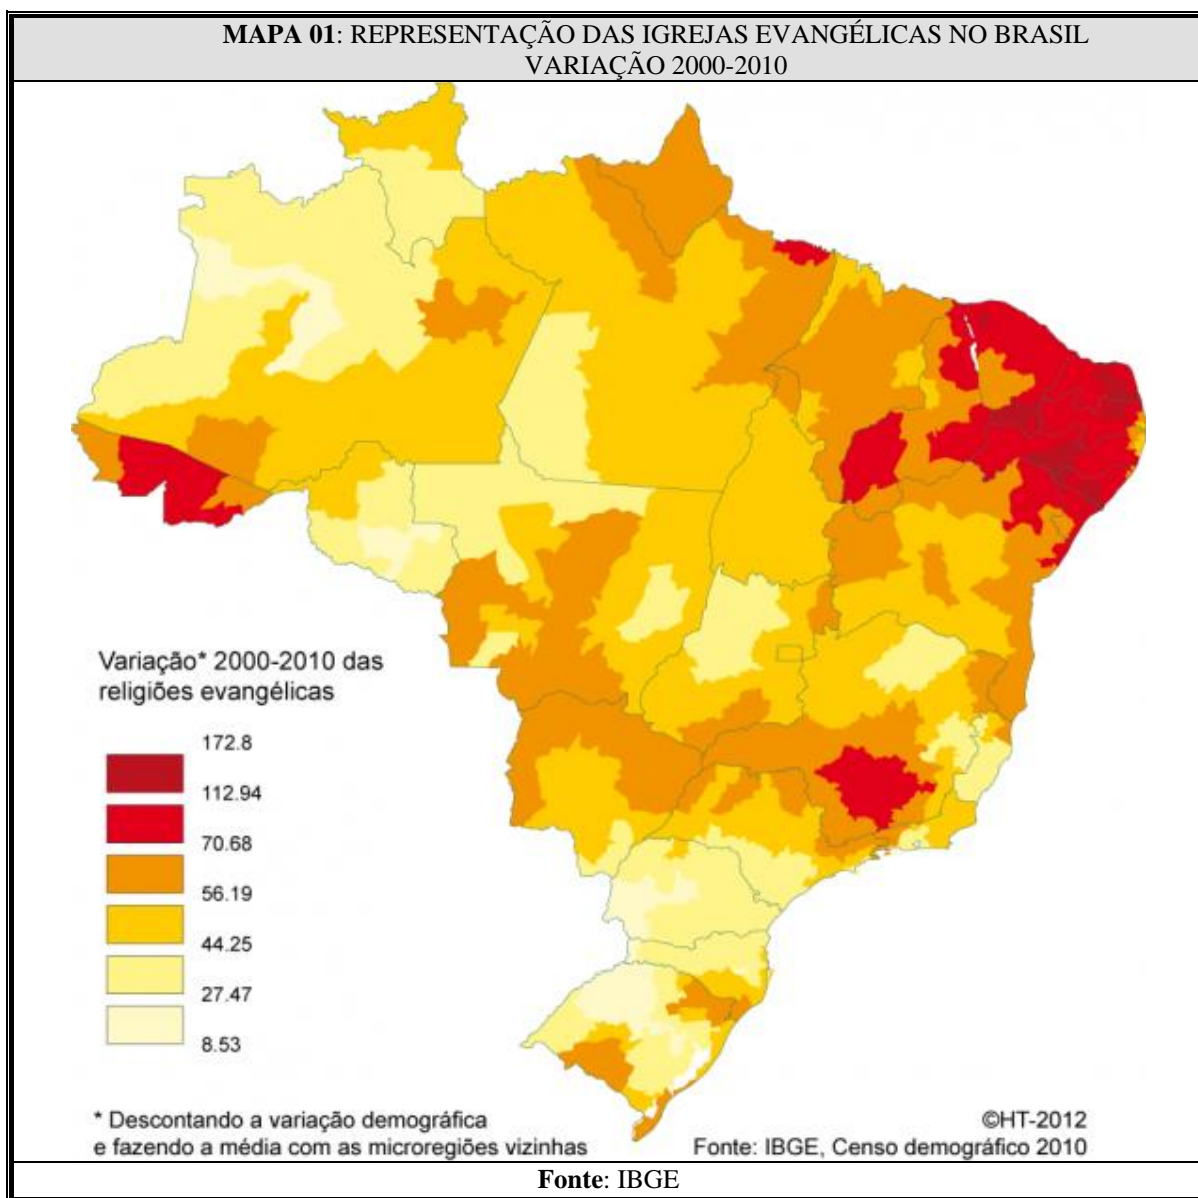 MAPA 01: REPRESENTAÇÃO DAS IGREJAS EVANGÉLICAS NO BRASIL
VARIAÇÃO 2000-2010
Variação* 2000-2010 das
religiões evangélicas
172.8
112.94
70.68
56.19
44.25
27.47
8.53
* Descontando a variação demográfica
e fazendo a média com as microregiões vizinhas
©HT-2012
Fonte: IBGE, Censo demográfico 2010
Fonte: IBGE